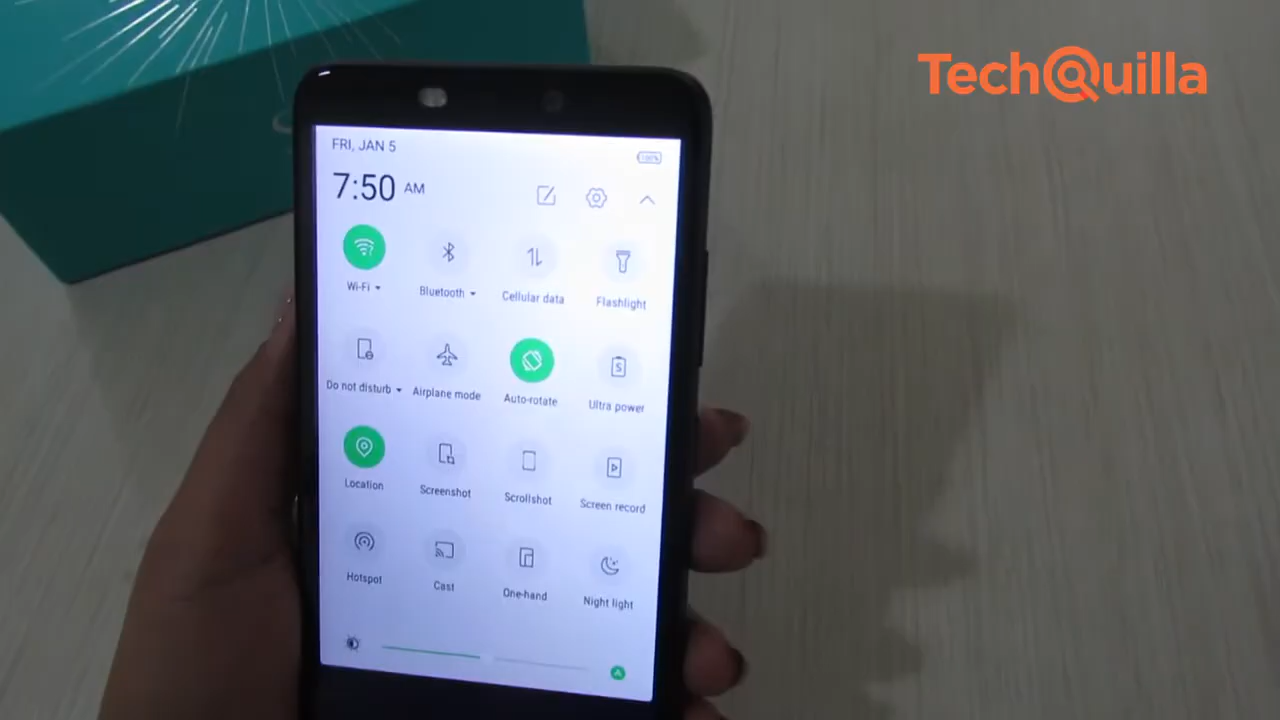 TechQuilla
FRI, JAN 5
100%
7:50 AM
Wi-Fi
Bluetooth
Cellular data
Flashlight
Do not disturb
Airplane mode
Auto-rotate
Ultra power
Location
Screenshot
Scrollshot
Screen record
Hotspot
Cast
One-hand
Night light